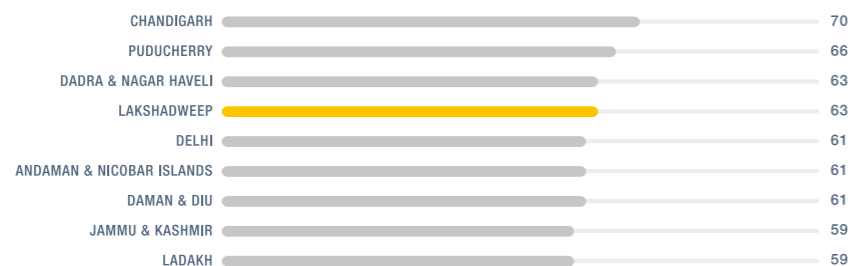 CHANDIGARH 70
PUDUCHERRY 66
DADRA & NAGAR HAVELI 63
LAKSHADWEEP 63
DELHI 61
ANDAMAN & NICOBAR ISLANDS 61
DAMAN & DIU 61
JAMMU & KASHMIR 59
LADAKH 59